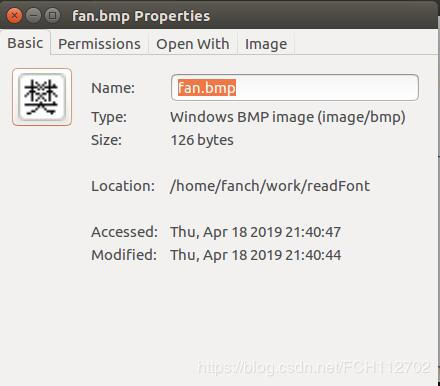 fan.bmp Properties
Basic Permissions Open With Image
樊
Name: fan.bmp
Type: Windows BMP image (image/bmp)
Size: 126 bytes
Location: /home/fanch/work/readFont
Accessed: Thu, Apr 18 2019 21:40:47
Modified: Thu, Apr 18 2019 21:40:44
https://blog.csdn.net/FCH112702